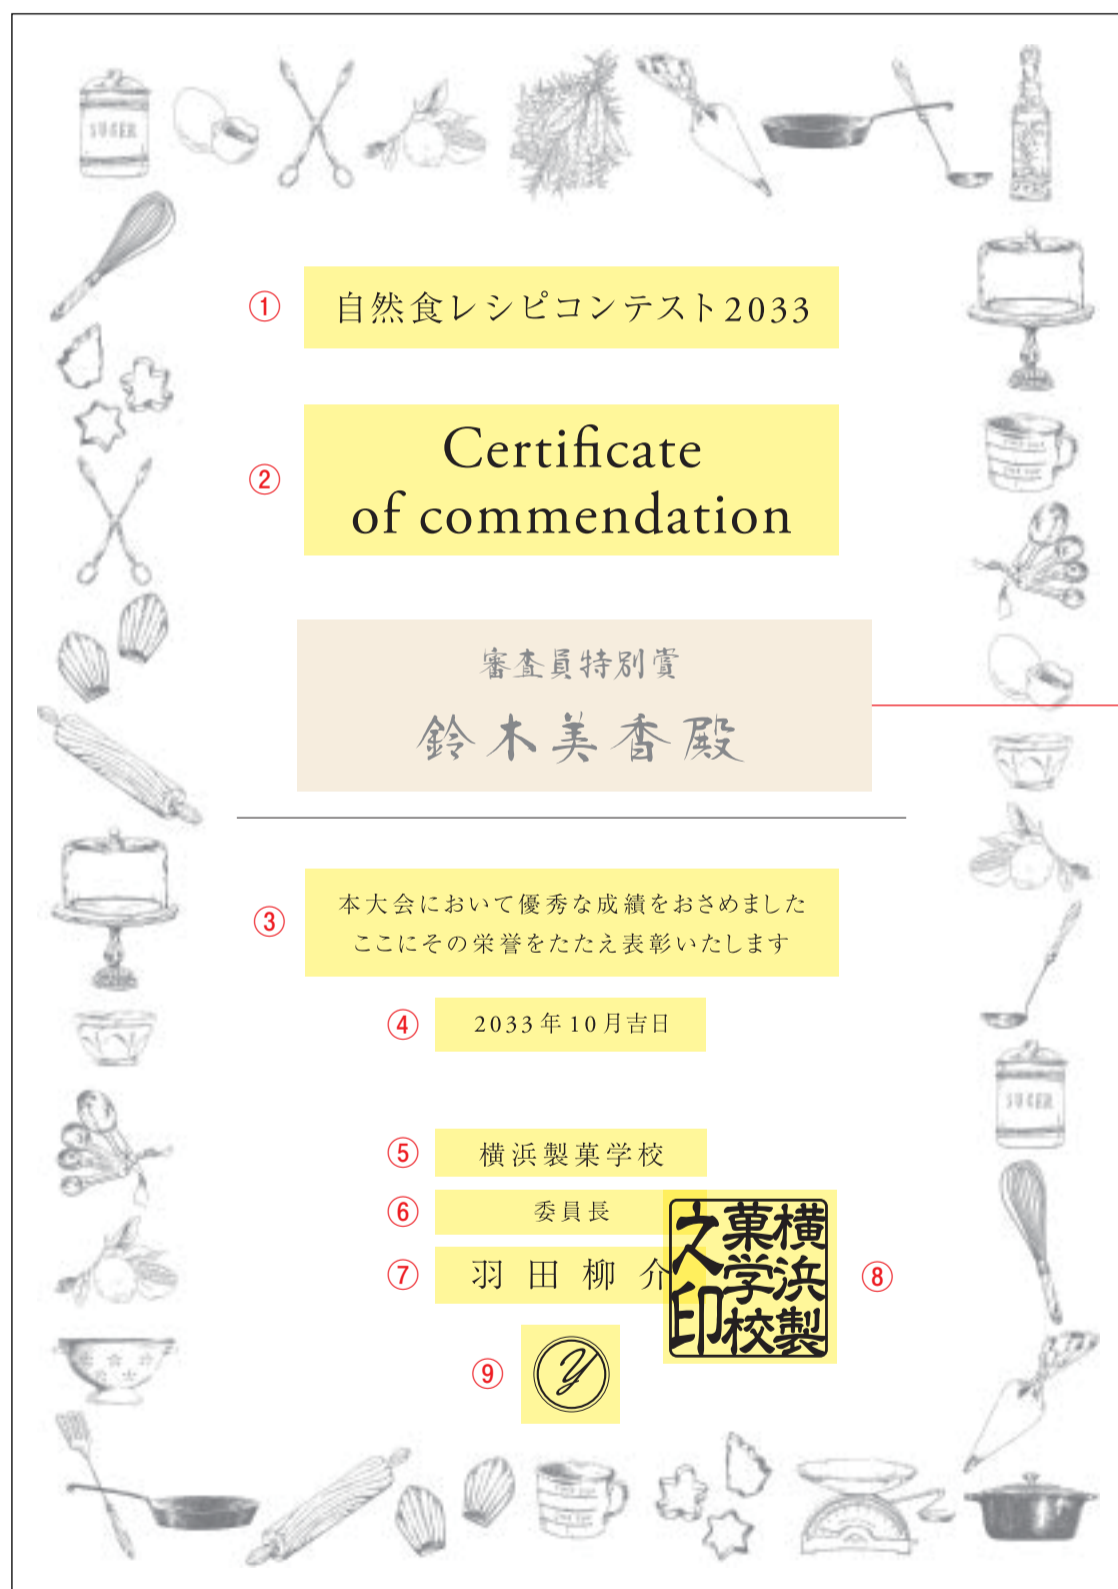 SUGER
① 自然食レシピコンテスト2033
② Certificate
of commendation
審査員特別賞
鈴木美香殿
③ 本大会において優秀な成績をおさめました
ここにその栄誉をたたえ表彰いたします
④ 2033年10月吉日
SUGER
⑤ 横浜製菓学校
⑥ 委員長
⑦ 羽田柳介
⑧ 横浜製菓学校之印
⑨ Y